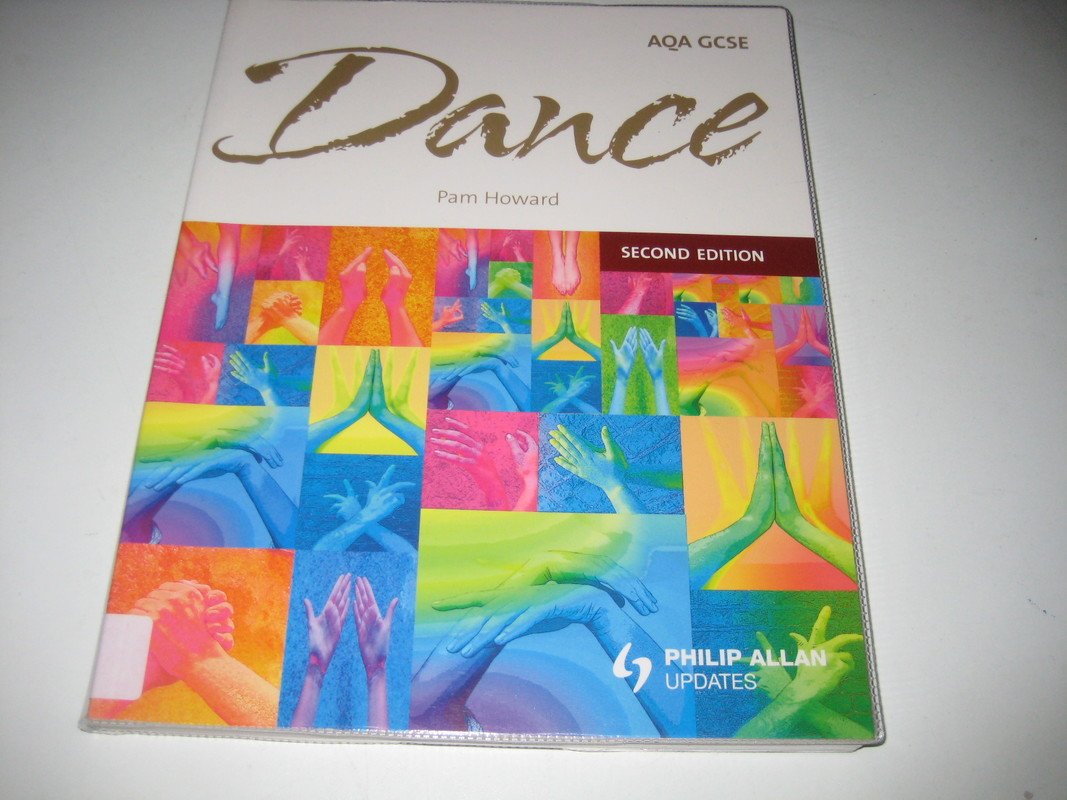 AQA GCSE
Dance
Pam Howard
SECOND EDITION
PHILIP ALLAN
UPDATES